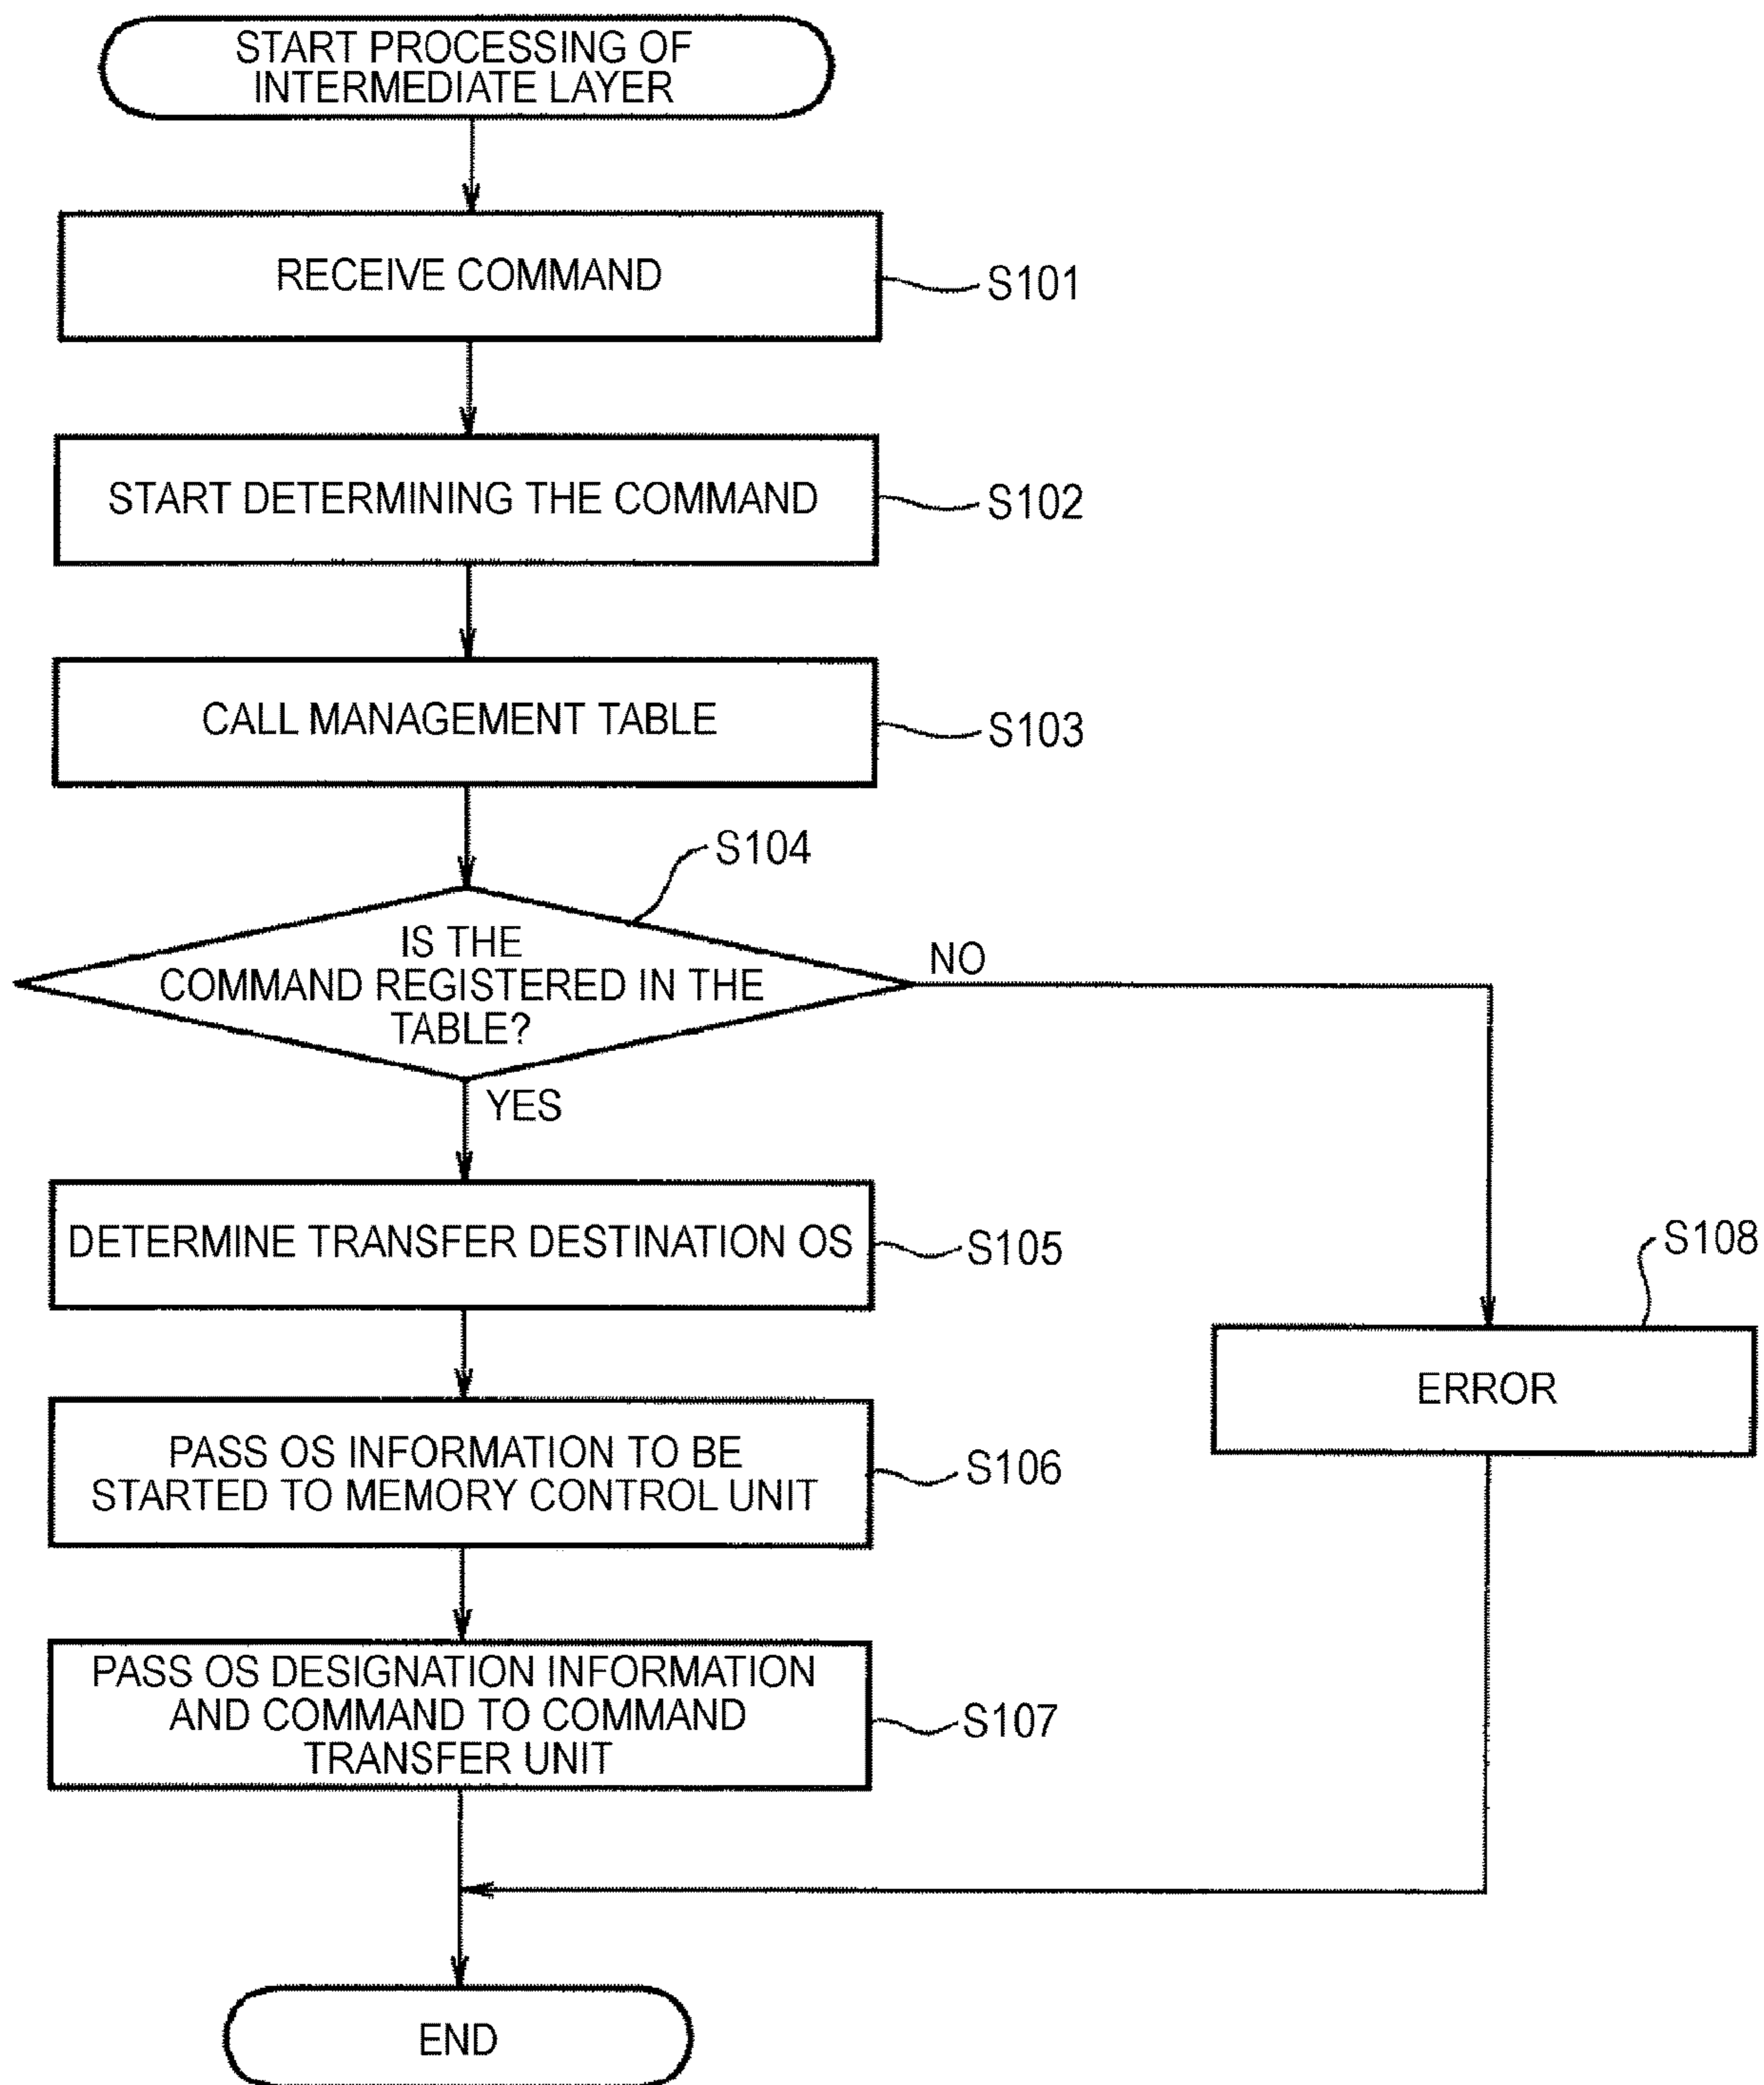 START PROCESSING OF
INTERMEDIATE LAYER
RECEIVE COMMAND
S101
START DETERMINING THE COMMAND
S102
CALL MANAGEMENT TABLE
S103
S104
IS THE
COMMAND REGISTERED IN THE
TABLE?
NO
YES
DETERMINE TRANSFER DESTINATION OS
S105
S108
ERROR
PASS OS INFORMATION TO BE
STARTED TO MEMORY CONTROL UNIT
S106
PASS OS DESIGNATION INFORMATION
AND COMMAND TO COMMAND
TRANSFER UNIT
S107
END